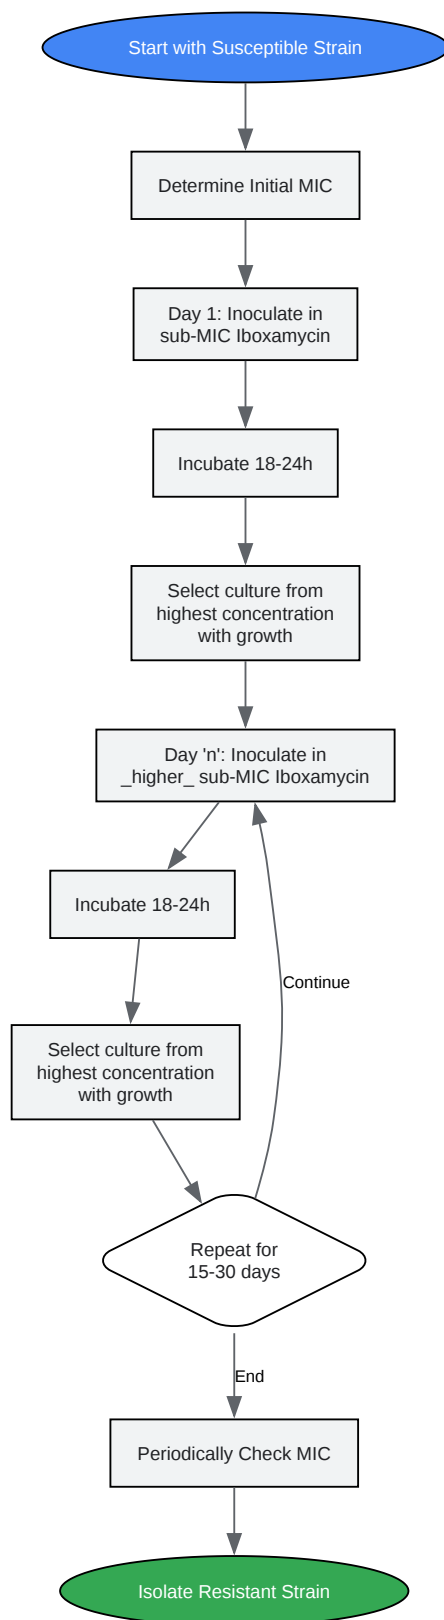 Start with Susceptible Strain
Determine Initial MIC
Day 1: Inoculate in
sub-MIC Iboxamycin
Incubate 18-24h
Select culture from
highest concentration
with growth
Day 'n': Inoculate in
_higher_ sub-MIC Iboxamycin
Incubate 18-24h
Continue
Select culture from
highest concentration
with growth
Repeat for
15-30 days
End
Periodically Check MIC
Isolate Resistant Strain